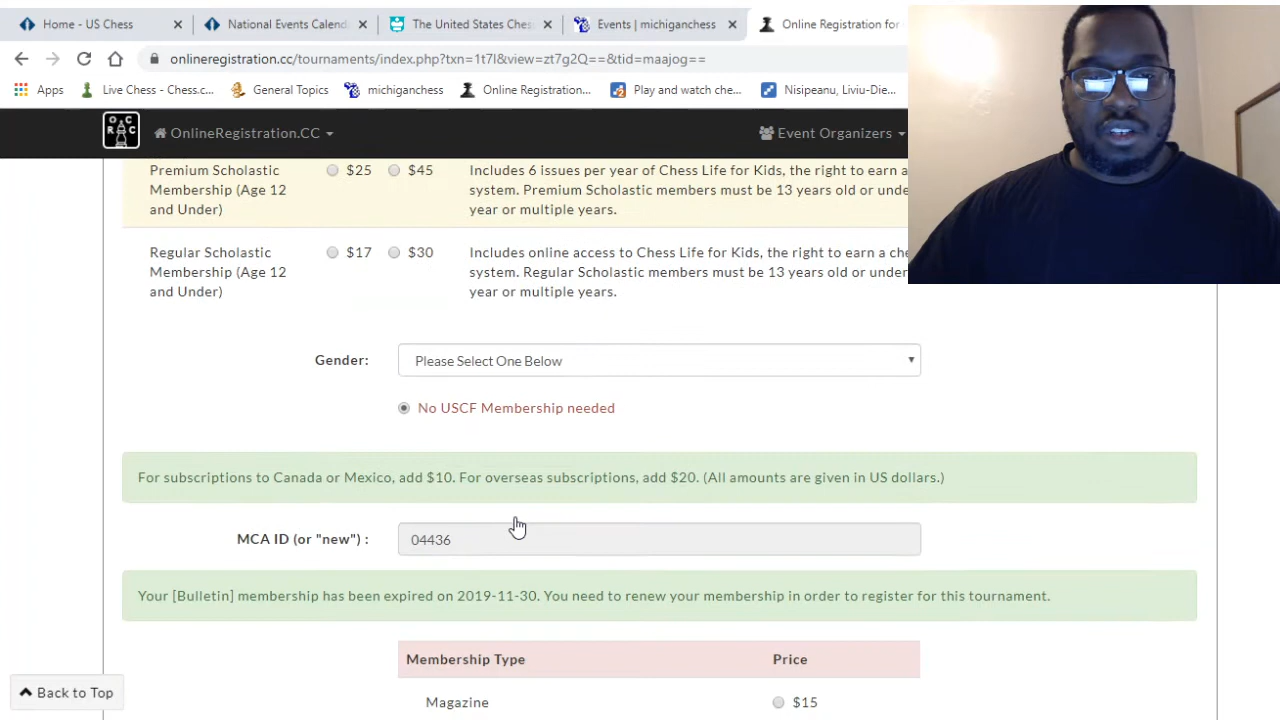 Home - US Chess
National Events Calend
The United States Ches
Events | michiganchess
Online Registration for
onlineregistration.cc/tournaments/index.php?txn=1t7l&view=zt7g2Q==&tid=maajog==
Apps
Live Chess - Chess.c...
General Topics
michiganchess
Online Registration...
Play and watch che...
Nisipeanu, Liviu-Die...
OCRC
OnlineRegistration.CC
Event Organizers
Premium Scholastic $25 $45 Includes 6 issues per year of Chess Life for Kids, the right to earn a
Membership (Age 12 system. Premium Scholastic members must be 13 years old or unde
and Under) year or multiple years.
Regular Scholastic $17 $30 Includes online access to Chess Life for Kids, the right to earn a che
Membership (Age 12 system. Regular Scholastic members must be 13 years old or under
and Under) year or multiple years.
Gender: Please Select One Below
No USCF Membership needed
For subscriptions to Canada or Mexico, add $10. For overseas subscriptions, add $20. (All amounts are given in US dollars.)
MCA ID (or "new") : 04436
Your [Bulletin] membership has been expired on 2019-11-30. You need to renew your membership in order to register for this tournament.
Membership Type Price
Magazine $15
Back to Top